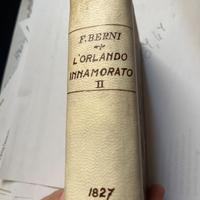 F. BERNI
L'ORLANDO
INNAMORATO
II
1827